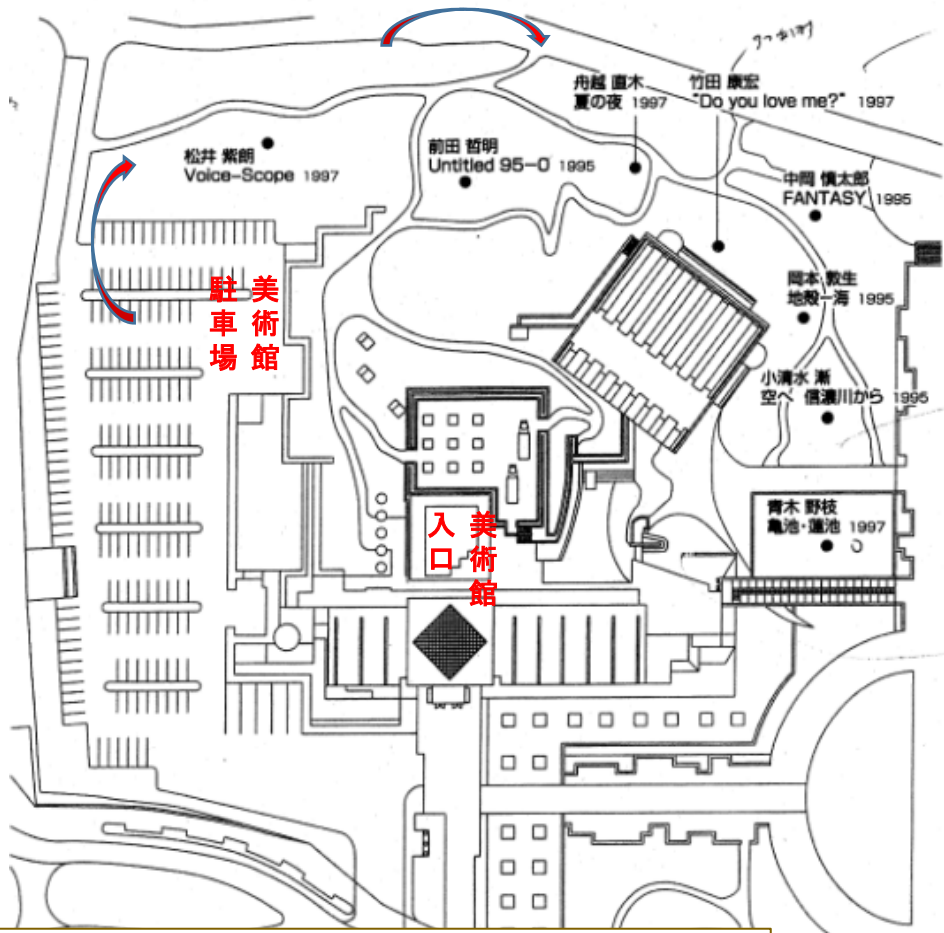 舟越 直木
夏の夜 1997
竹田 康宏
"Do you love me?" 1997
松井 紫朗
Voice-Scope 1997
前田 哲明
Untitled 95-0 1995
中岡 慎太郎
FANTASY 1995
岡本 敦生
地殻-海 1995
小清水 漸
空へ 信濃川から 1995
青木 野枝
亀池・蓮池 1997
美術館
駐車場
美術館
入口